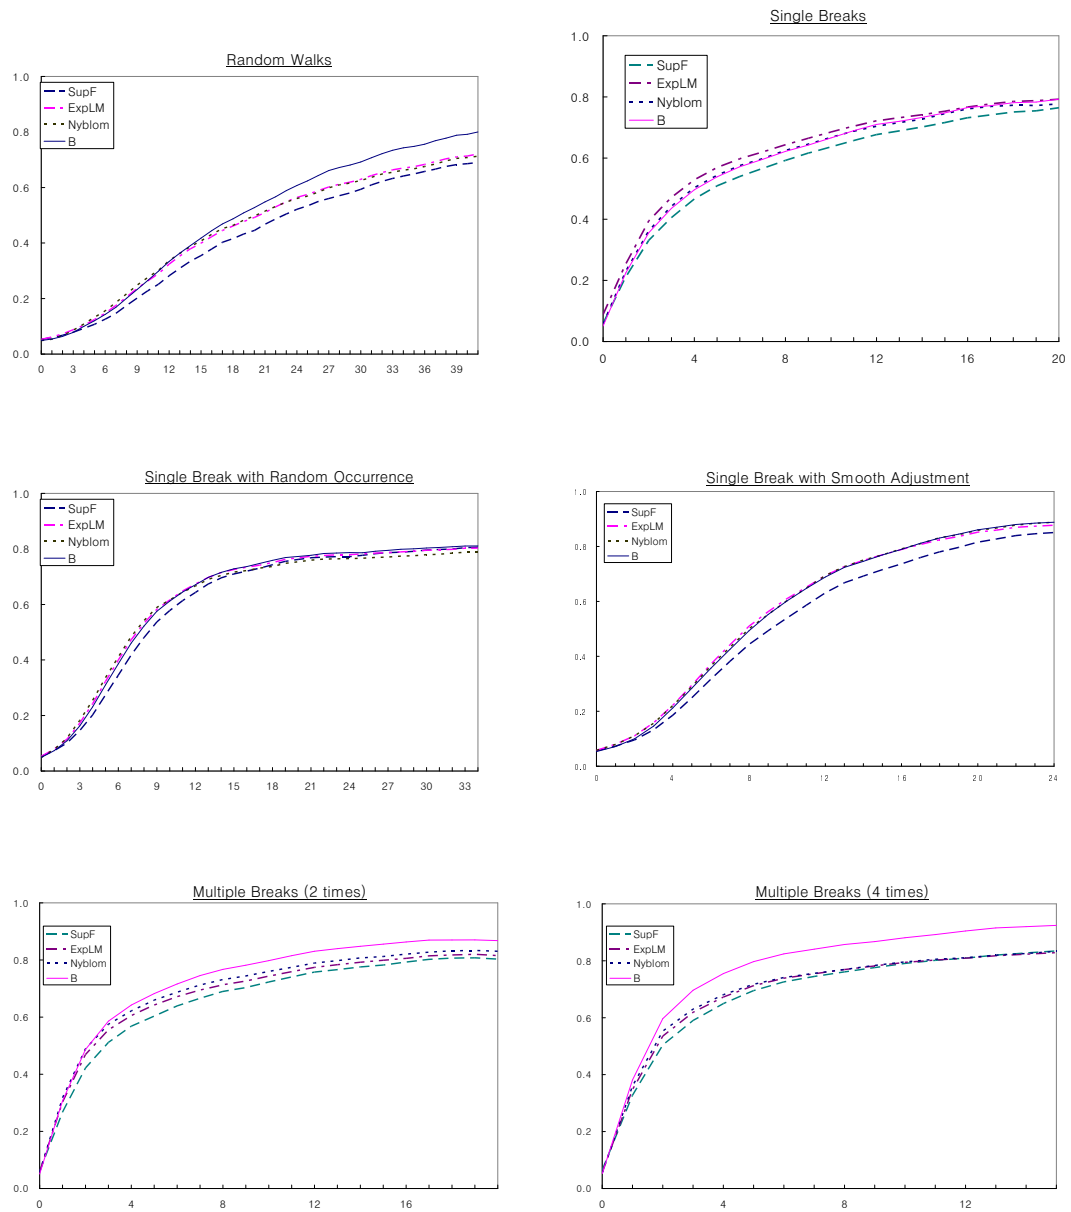 Random Walks
1.0
0.8
0.6
0.4
0.2
0.0
SupF
ExpLM
Nyblom
B
0 3 6 9 12 15 18 21 24 27 30 33 36 39
Single Breaks
1.0
0.8
0.6
0.4
0.2
0.0
SupF
ExpLM
Nyblom
B
0 4 8 12 16 20
Single Break with Random Occurrence
1.0
0.8
0.6
0.4
0.2
0.0
SupF
ExpLM
Nyblom
B
0 3 6 9 12 15 18 21 24 27 30 33
Single Break with Smooth Adjustment
1.0
0.8
0.6
0.4
0.2
0.0
SupF
ExpLM
Nyblom
B
0 4 8 12 16 20 24
Multiple Breaks (2 times)
1.0
0.8
0.6
0.4
0.2
0.0
SupF
ExpLM
Nyblom
B
0 4 8 12 16
Multiple Breaks (4 times)
1.0
0.8
0.6
0.4
0.2
0.0
SupF
ExpLM
Nyblom
B
0 4 8 12